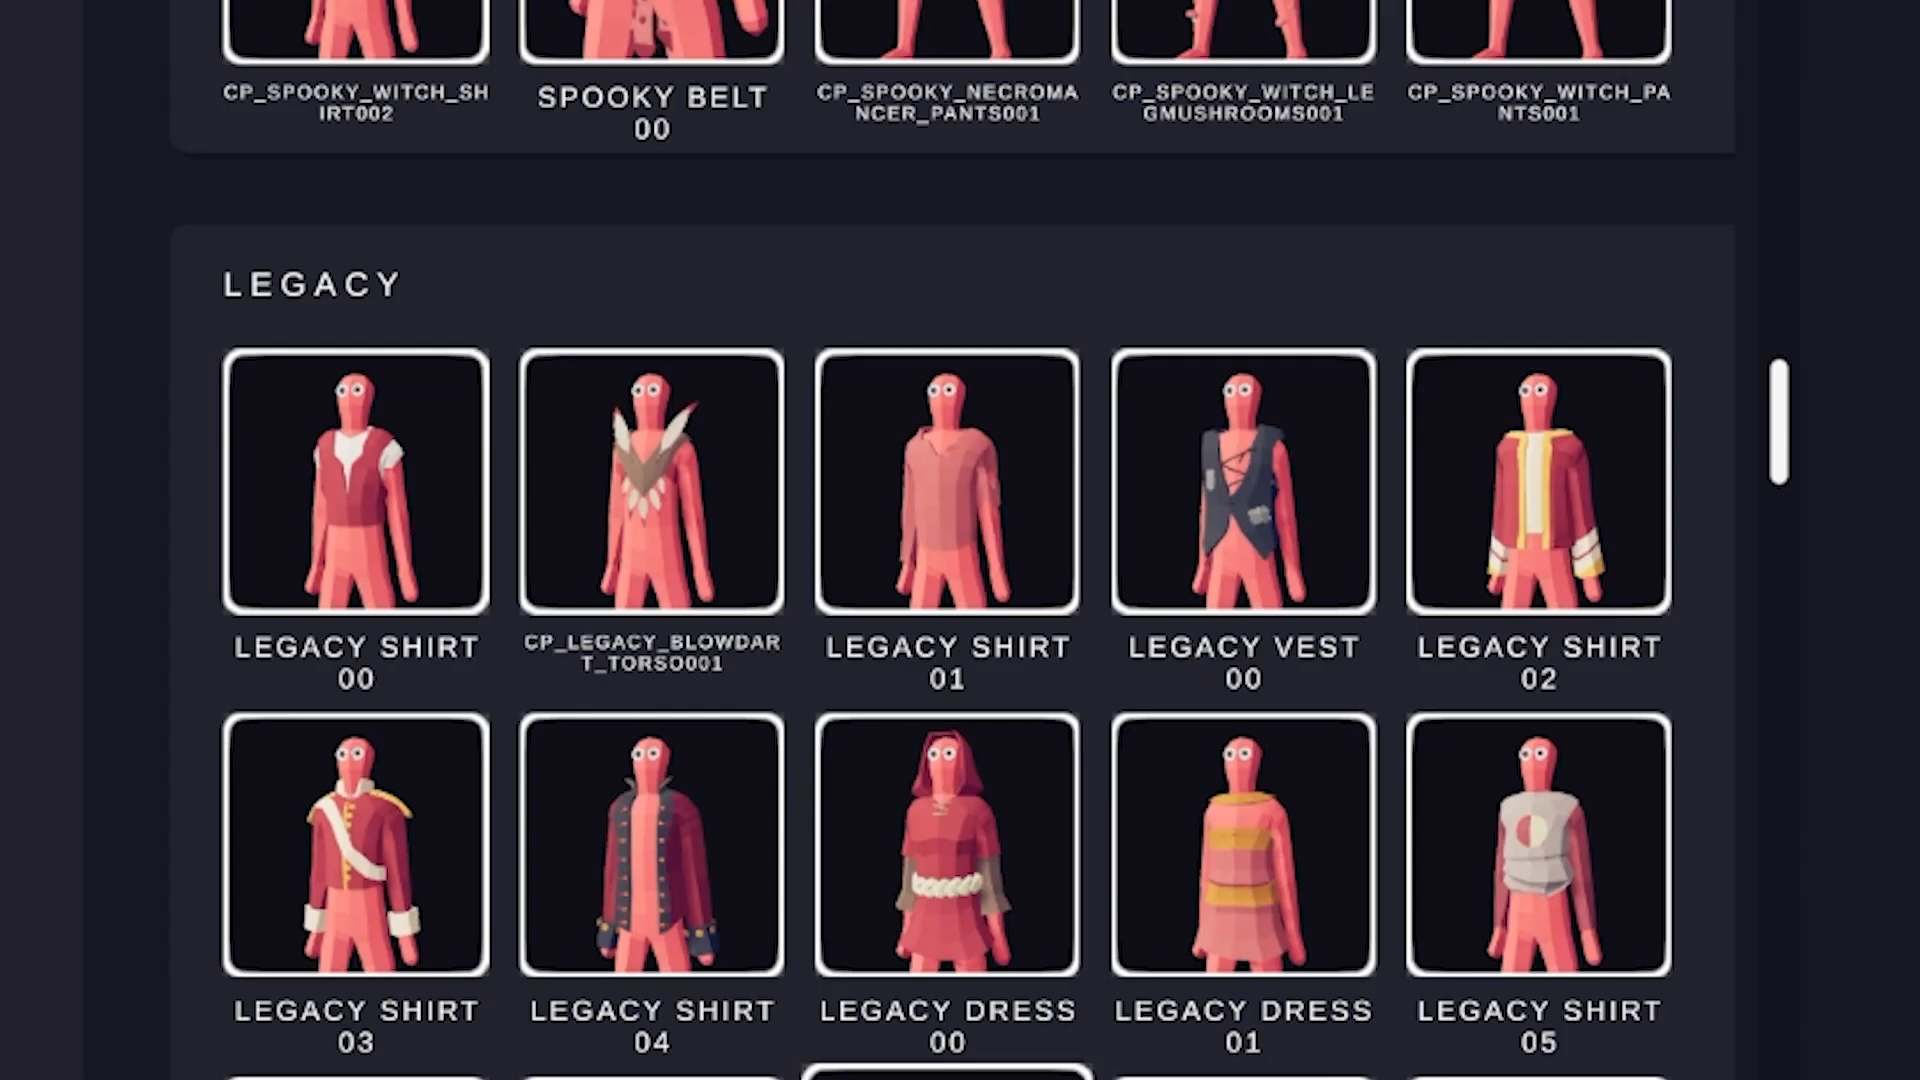 CP_SPOOKY_WITCH_SH
IRT002
SPOOKY BELT
00
CP_SPOOKY_NECROMA
NCER_PANTS001
CP_SPOOKY_WITCH_LE
GMUSHROOMS001
CP_SPOOKY_WITCH_PA
NTS001
LEGACY
LEGACY SHIRT
00
CP_LEGACY_BLOWDAR
T_TORSO001
LEGACY SHIRT
01
LEGACY VEST
00
LEGACY SHIRT
02
LEGACY SHIRT
03
LEGACY SHIRT
04
LEGACY DRESS
00
LEGACY DRESS
01
LEGACY SHIRT
05